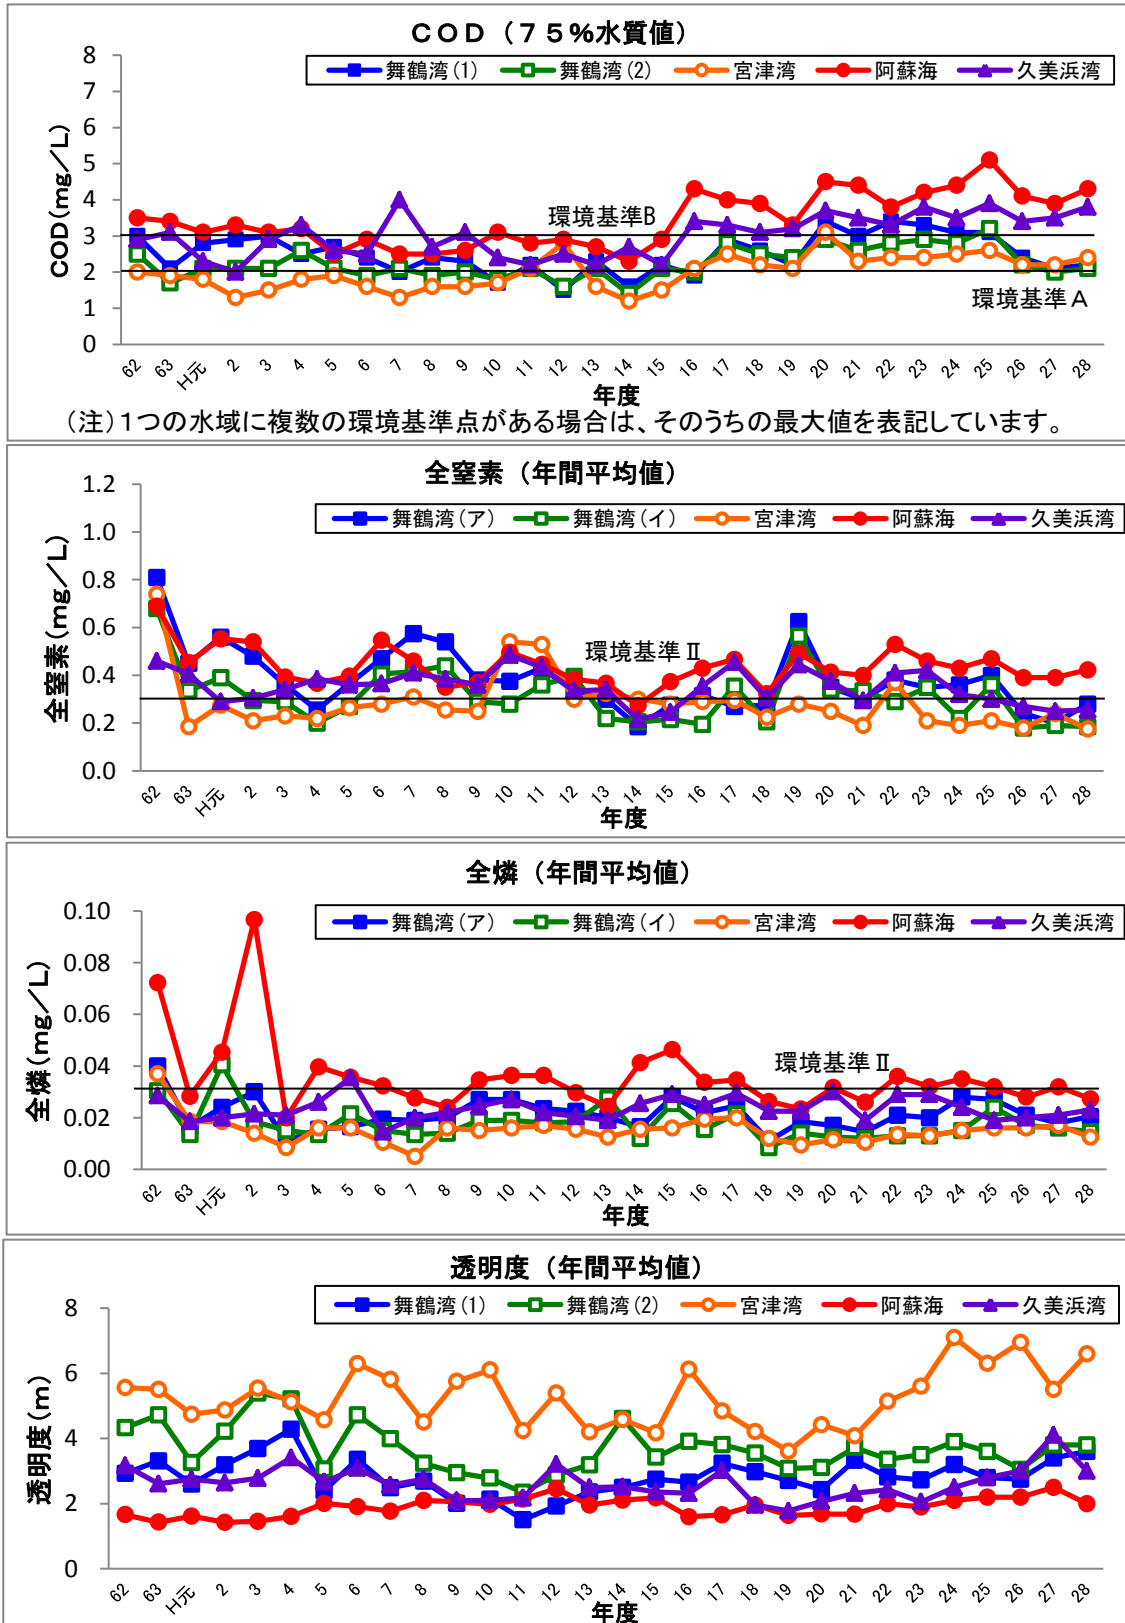 COD（７５%水質値）
8
7
6
5
4
3
2
1
0
COD(mg／L)
舞鶴湾(1) 舞鶴湾(2) 宮津湾 阿蘇海 久美浜湾
環境基準B
環境基準A
62 63 H元 2 3 4 5 6 7 8 9 10 11 12 13 14 15 16 17 18 19 20 21 22 23 24 25 26 27 28
年度
（注）１つの水域に複数の環境基準点がある場合は、そのうちの最大値を表記しています。
全窒素（年間平均値）
1.2
1.0
0.8
0.6
0.4
0.2
0.0
全窒素(mg／L)
舞鶴湾(ア) 舞鶴湾(イ) 宮津湾 阿蘇海 久美浜湾
環境基準Ⅱ
62 63 H元 2 3 4 5 6 7 8 9 10 11 12 13 14 15 16 17 18 19 20 21 22 23 24 25 26 27 28
年度
全燐（年間平均値）
0.10
0.08
0.06
0.04
0.02
0.00
全燐(mg／L)
舞鶴湾(ア) 舞鶴湾(イ) 宮津湾 阿蘇海 久美浜湾
環境基準Ⅱ
62 63 H元 2 3 4 5 6 7 8 9 10 11 12 13 14 15 16 17 18 19 20 21 22 23 24 25 26 27 28
年度
透明度（年間平均値）
8
6
4
2
0
透明度(m)
舞鶴湾(1) 舞鶴湾(2) 宮津湾 阿蘇海 久美浜湾
62 63 H元 2 3 4 5 6 7 8 9 10 11 12 13 14 15 16 17 18 19 20 21 22 23 24 25 26 27 28
年度